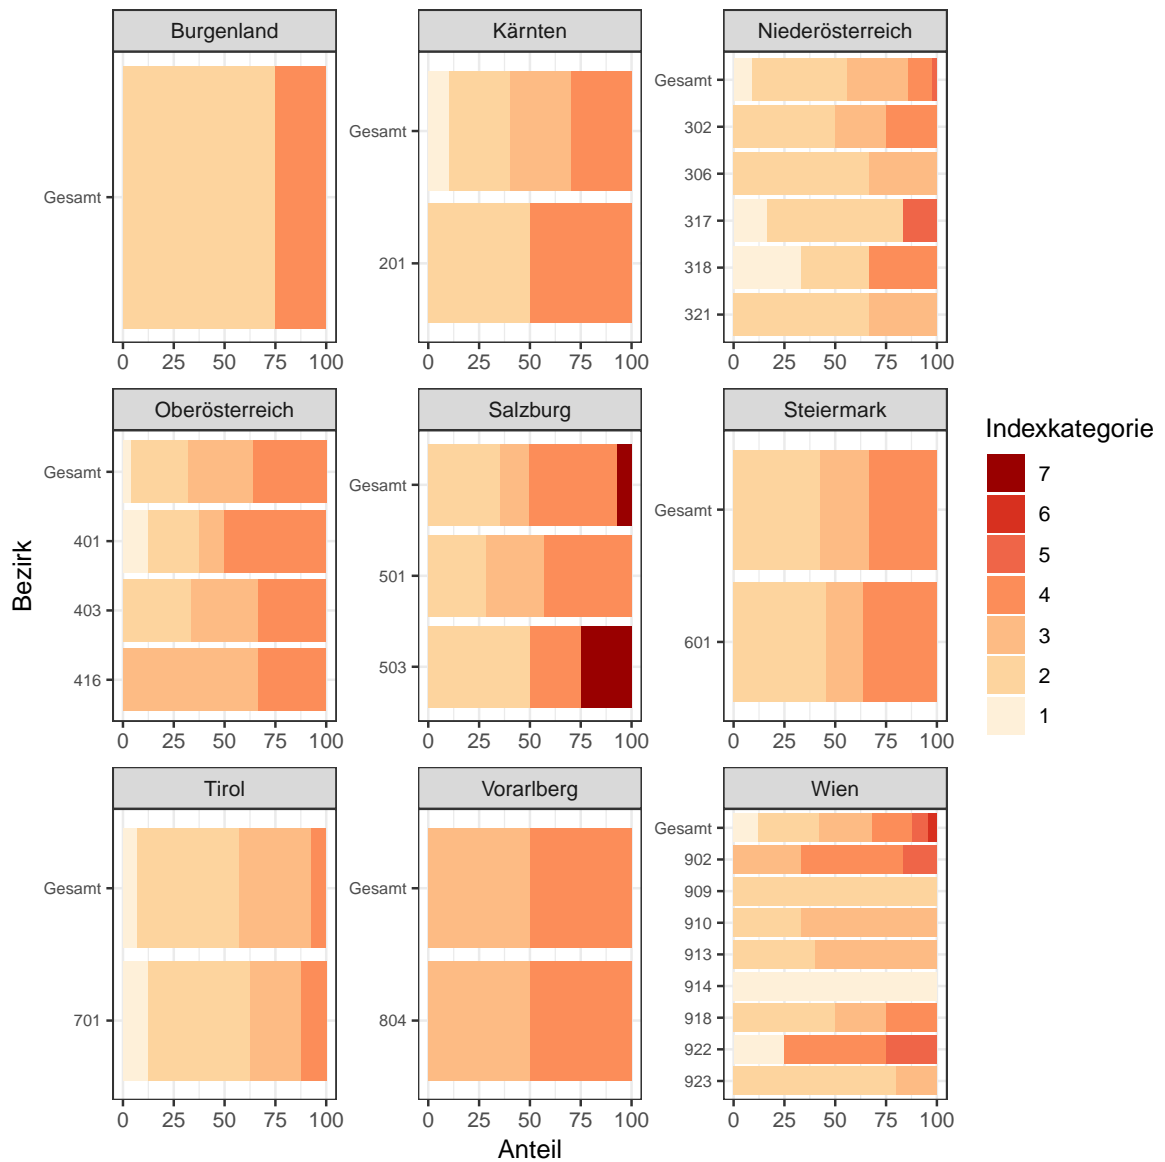 Burgenland
Kärnten
Niederösterreich
Gesamt
0 25 50 75 100
Gesamt
201
0 25 50 75 100
Gesamt
302
306
317
318
321
0 25 50 75 100
Oberösterreich
Salzburg
Steiermark
Gesamt
401
403
416
0 25 50 75 100
Gesamt
501
503
0 25 50 75 100
Gesamt
601
0 25 50 75 100
Tirol
Vorarlberg
Wien
Gesamt
701
0 25 50 75 100
Gesamt
804
0 25 50 75 100
Gesamt
902
909
910
913
914
918
922
923
0 25 50 75 100
Bezirk
Anteil
Indexkategorie
7
6
5
4
3
2
1